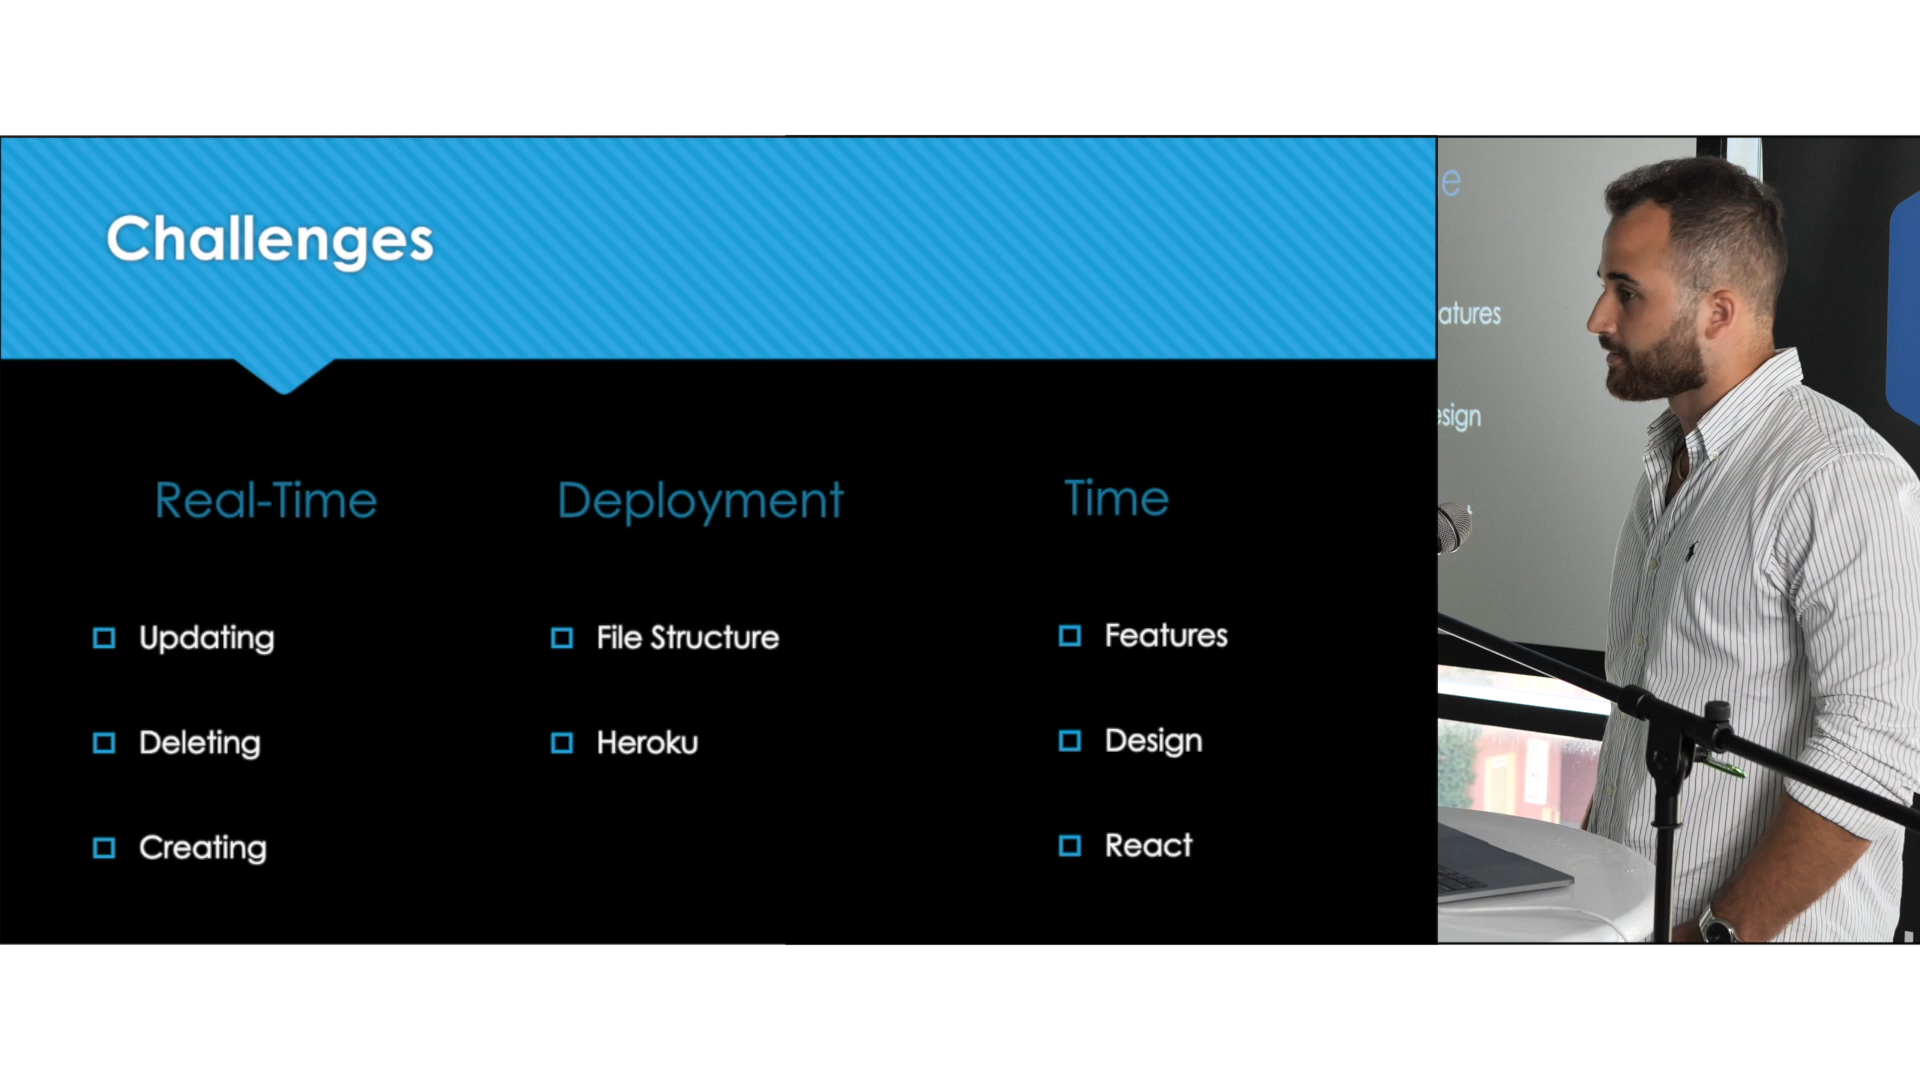 Challenges
Real-Time
Updating
Deleting
Creating
Deployment
File Structure
Heroku
Time
Features
Design
React
e
atures
esign